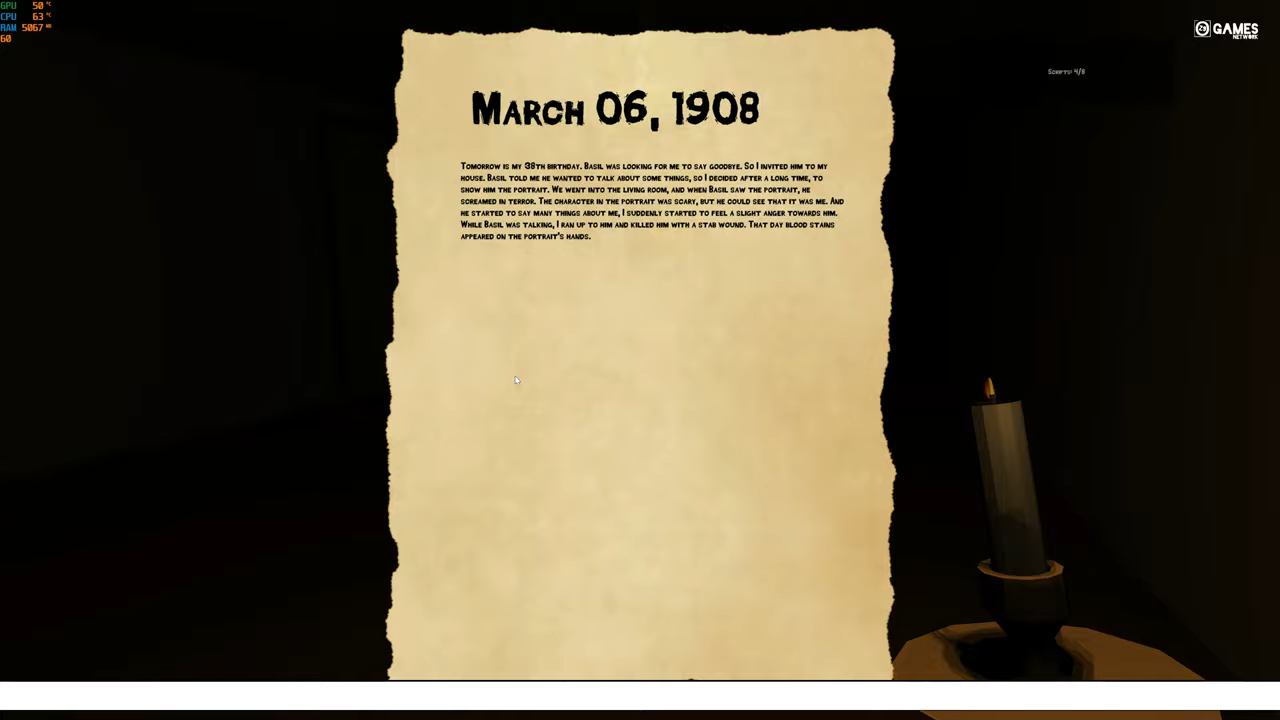 GPU 50 °C
CPU 63 °C
RAM 5067 MB
60
GAMES
NETWORK
Scripts: 4/8
March 06, 1908
Tomorrow is my 38th birthday. Basil was looking for me to say goodbye. So I invited him to my
house. Basil told me he wanted to talk about some things, so I decided after a long time, to
show him the portrait. We went into the living room, and when Basil saw the portrait, he
screamed in terror. The character in the portrait was scary, but he could see that it was me. And
he started to say many things about me, I suddenly started to feel a slight anger towards him.
While Basil was talking, I ran up to him and killed him with a stab wound. That day blood stains
appeared on the portrait's hands.